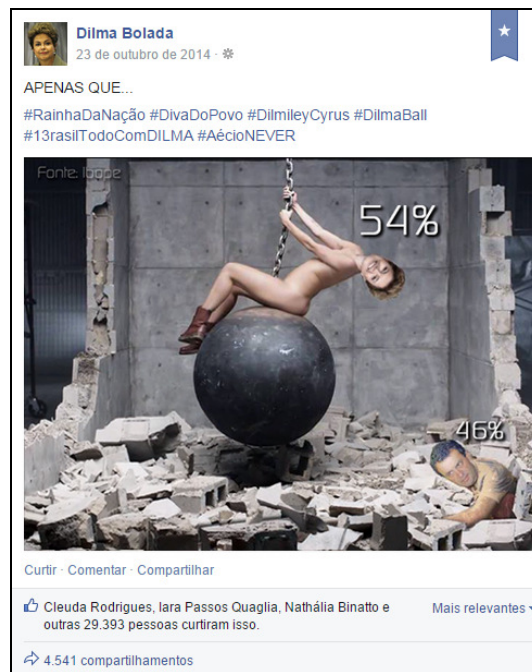 Dilma Bolada
23 de outubro de 2014 ·
APENAS QUE...
#RainhaDaNação #DivaDoPovo #DilmileyCyrus #DilmaBall
#13rasilTodoComDILMA #AécioNEVER
Fonte: Ibope
54%
46%
Curtir · Comentar · Compartilhar
Cleuda Rodrigues, Iara Passos Quaglia, Nathália Binatto e
outras 29.393 pessoas curtiram isso.
Mais relevantes
4.541 compartilhamentos